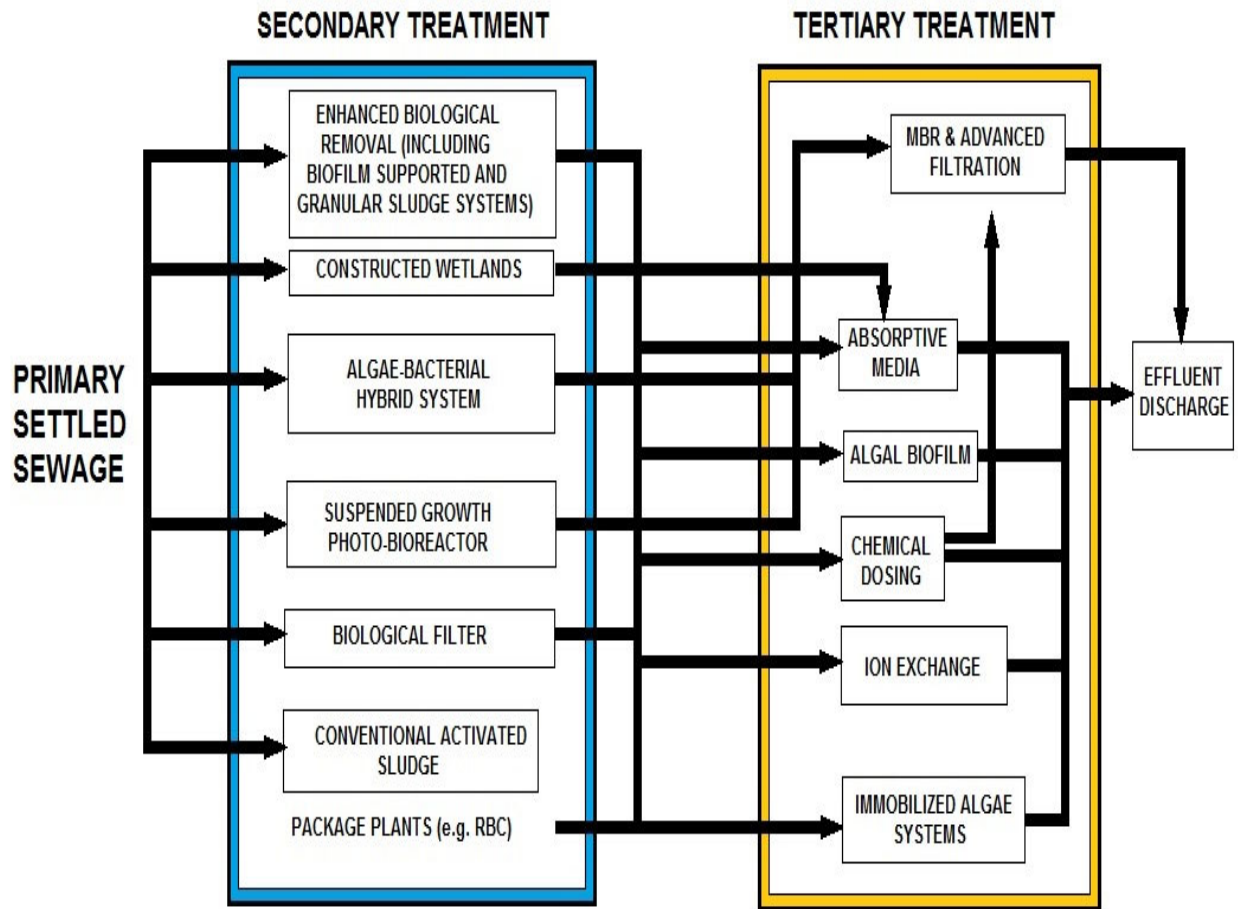 SECONDARY TREATMENT
TERTIARY TREATMENT
PRIMARY
SETTLED
SEWAGE
ENHANCED BIOLOGICAL
REMOVAL (INCLUDING
BIOFILM SUPPORTED AND
GRANULAR SLUDGE SYSTEMS)
CONSTRUCTED WETLANDS
ALGAE-BACTERIAL
HYBRID SYSTEM
SUSPENDED GROWTH
PHOTO-BIOREACTOR
BIOLOGICAL FILTER
CONVENTIONAL ACTIVATED
SLUDGE
PACKAGE PLANTS (e.g. RBC)
MBR & ADVANCED
FILTRATION
ABSORPTIVE
MEDIA
ALGAL BIOFILM
CHEMICAL
DOSING
ION EXCHANGE
IMMOBILIZED ALGAE
SYSTEMS
EFFLUENT
DISCHARGE